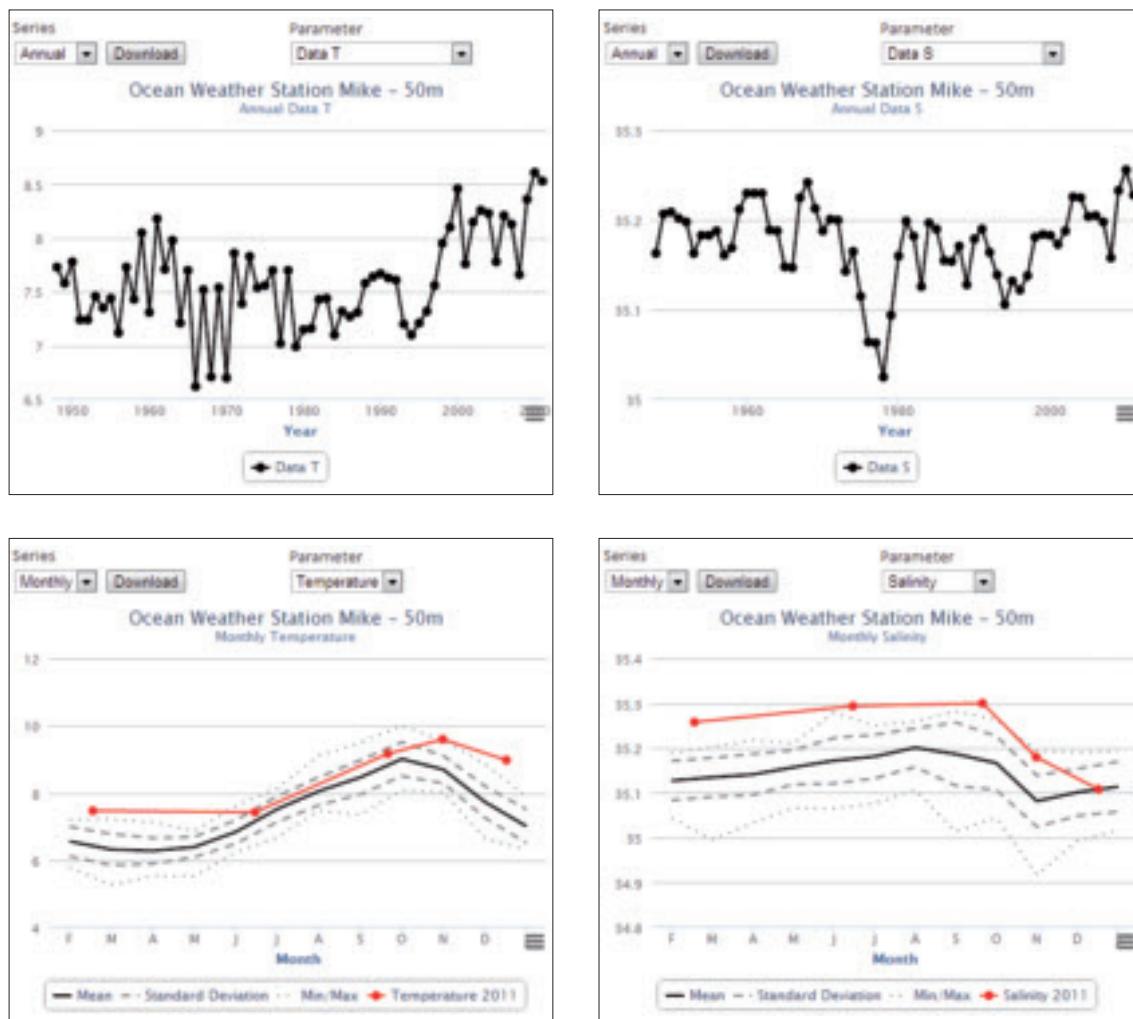 Series Parameter
Annual Download Data T
Ocean Weather Station Mike – 50m
Annual Data T
9
8.5
8
7.5
7
6.5
1950 1960 1970 1980 1990 2000
Year
Data T
Series Parameter
Annual Download Data S
Ocean Weather Station Mike – 50m
Annual Data S
35.3
35.2
35.1
35
1960 1980 2000
Year
Data S
Series Parameter
Monthly Download Temperature
Ocean Weather Station Mike – 50m
Monthly Temperature
12
10
8
6
4
F M A M J J A S O N D
Month
Mean Standard Deviation Min/Max Temperature 2011
Series Parameter
Monthly Download Salinity
Ocean Weather Station Mike – 50m
Monthly Salinity
35.4
35.3
35.2
35.1
35
34.9
34.8
F M A M J J A S O N D
Month
Mean Standard Deviation Min/Max Salinity 2011